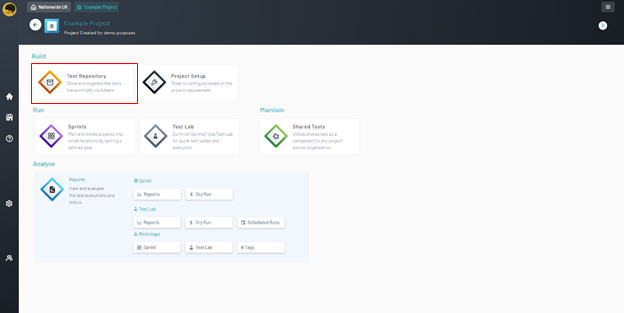 Nationwide UK
Example Project
Example Project
Project Created for demo purposes
Build
Test Repository
Store and organize the tests
hierarchically via folders.
Project Setup
Tools to configure based on the
project requirement.
Run
Maintain
Sprints
Plan and divide projects into
small iterations by setting a
defined goal.
Test Lab
Don't run Sprints? Use Test Lab
for quick test suites and
execution
Shared Tests
Utilize shared test as a
component to any project
across organization.
Analyse
Reports
View and evaluate
the test executions and
status.
Sprint
Reports
Dry Run
Test Lab
Reports
Dry Run
Scheduled Runs
Mind maps
Sprint
Test Lab
# Tags